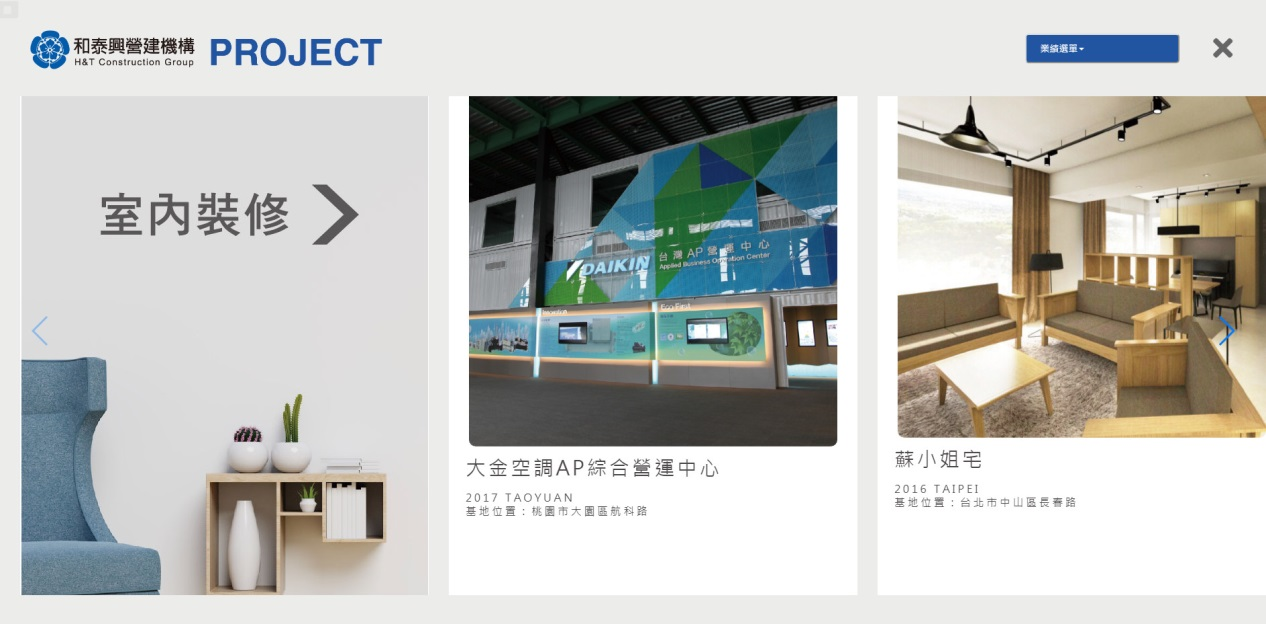 和泰興營建機構
H&T Construction Group
PROJECT
業績選單
室內裝修
DAIKIN
台灣AP營運中心
Applied Business Operation Center
Eco First
大金空調AP綜合營運中心
2017 TAOYUAN
基地位置：桃園市大園區航科路
蘇小姐宅
2016 TAIPEI
基地位置：台北市中山區長春路